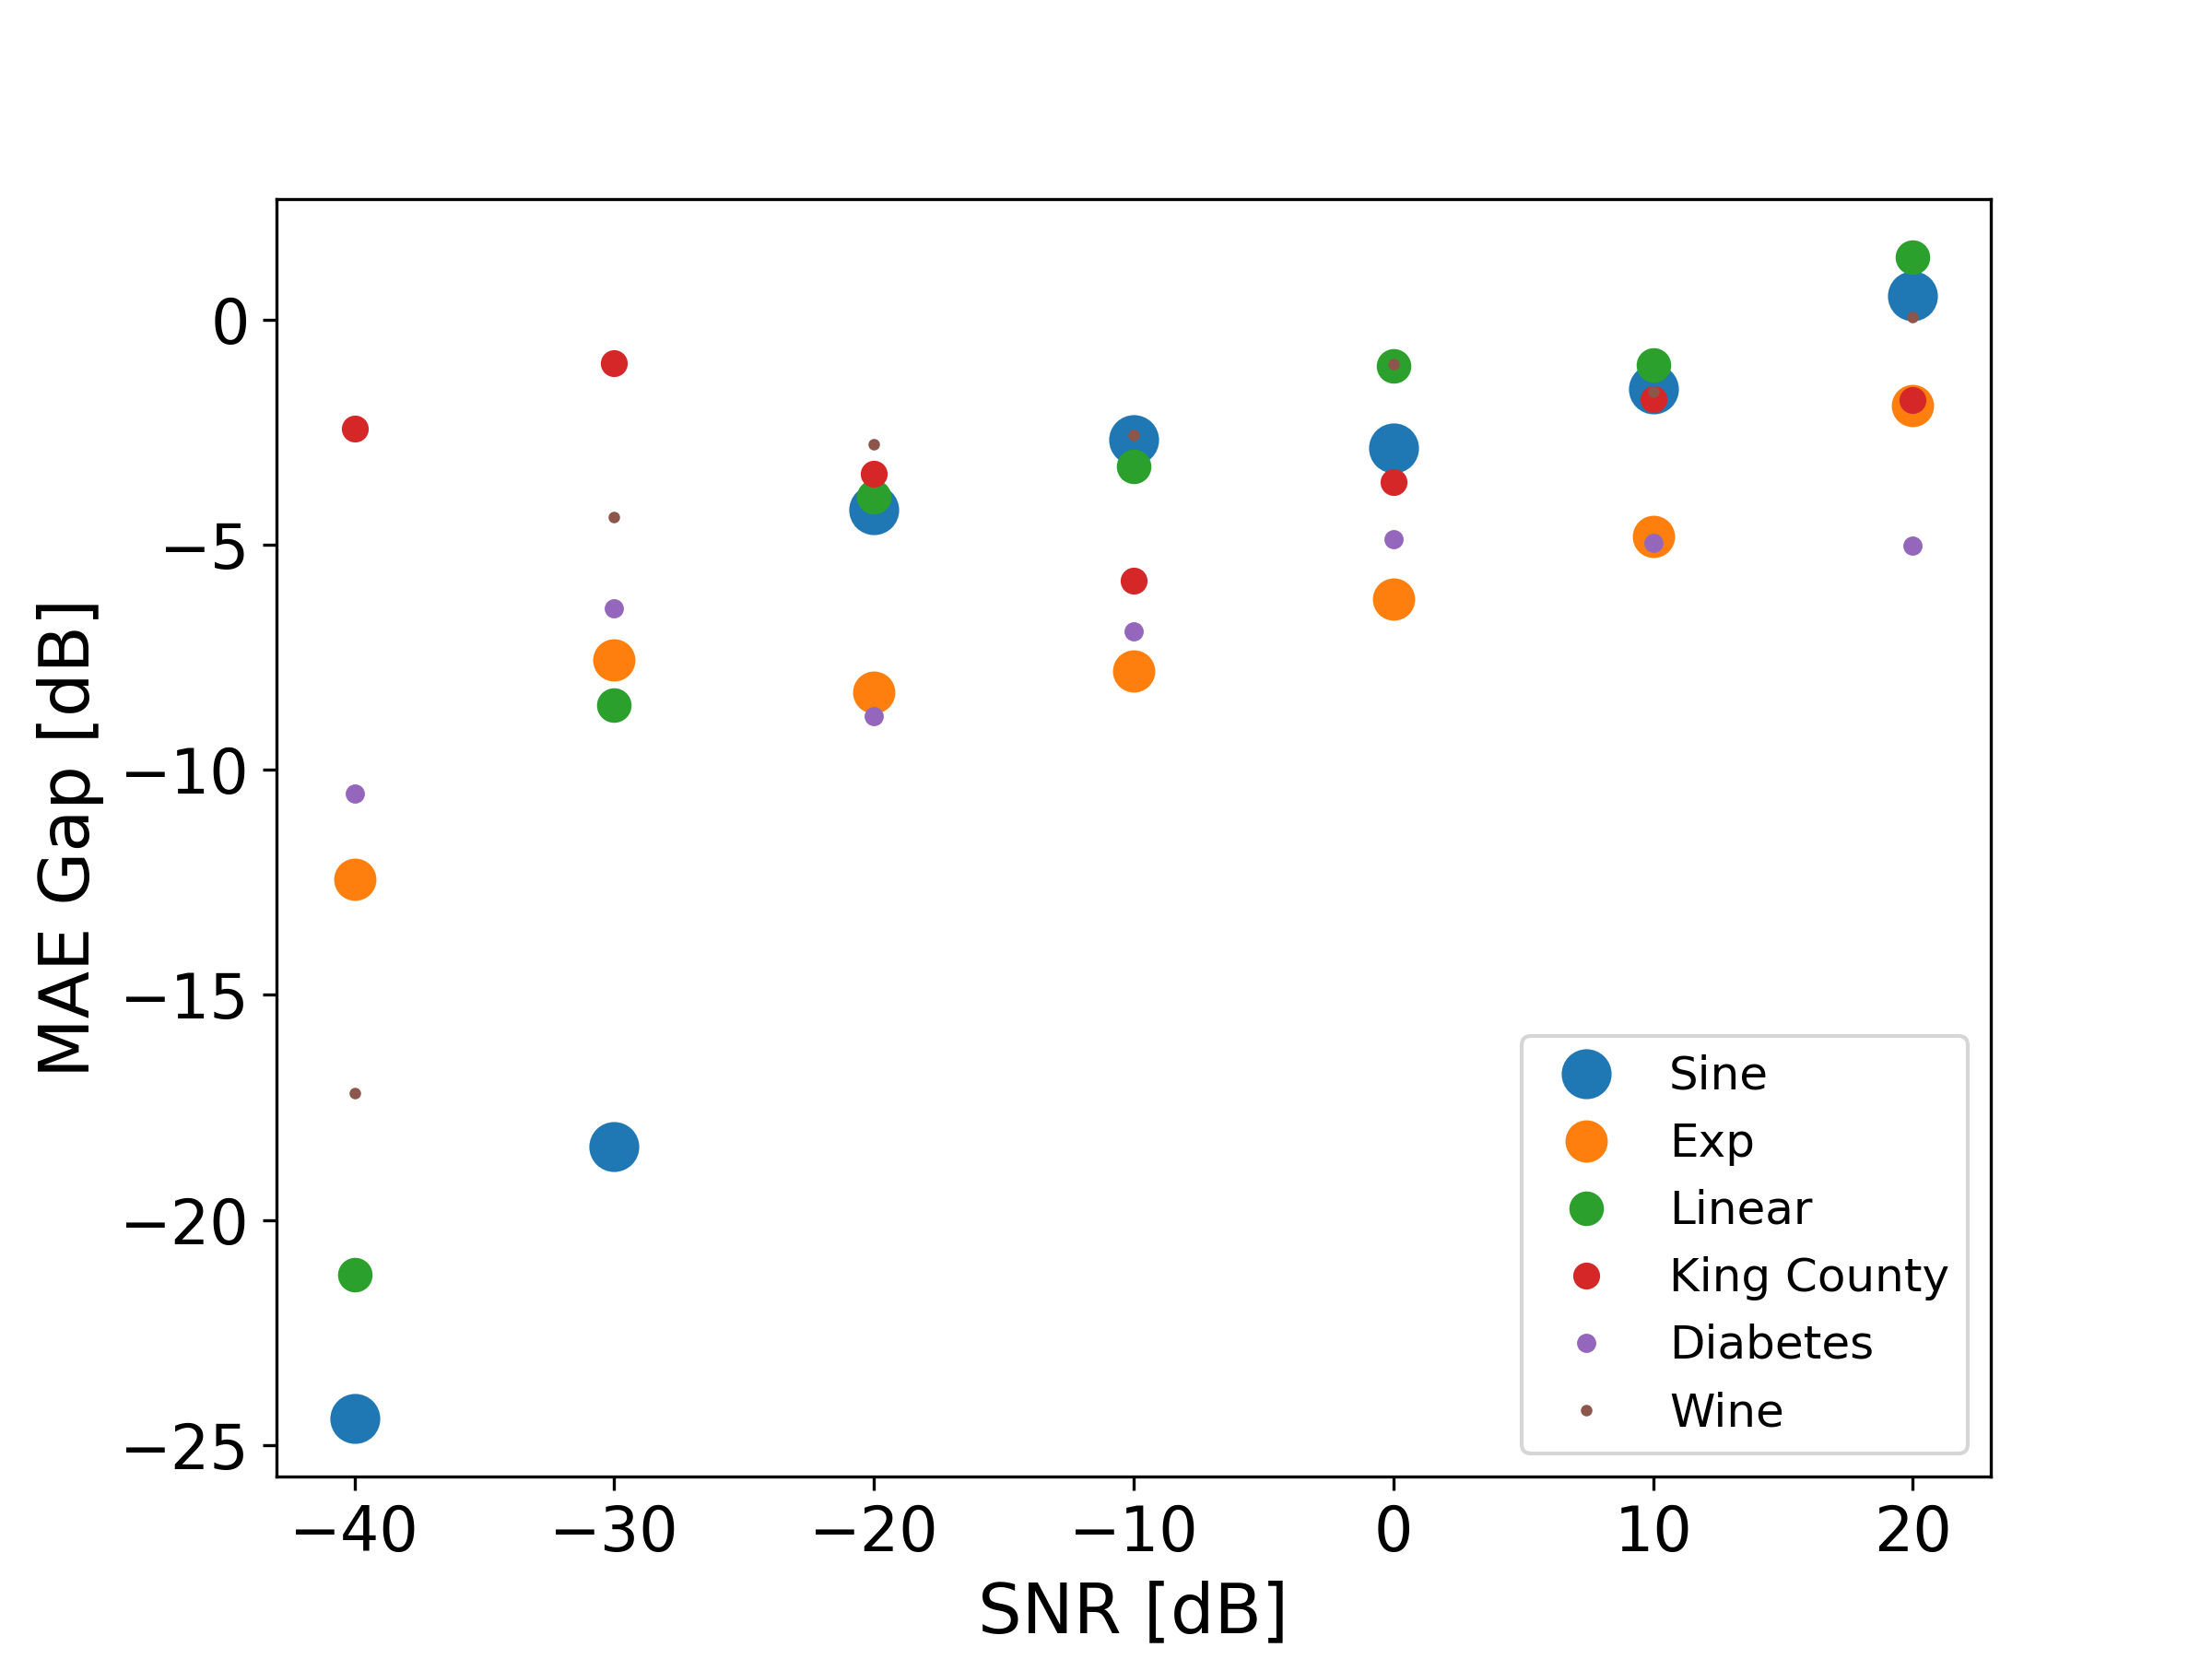 MAE Gap [dB]
0
−5
−10
−15
−20
−25
Sine
Exp
Linear
King County
Diabetes
Wine
−40 −30 −20 −10 0 10 20
SNR [dB]